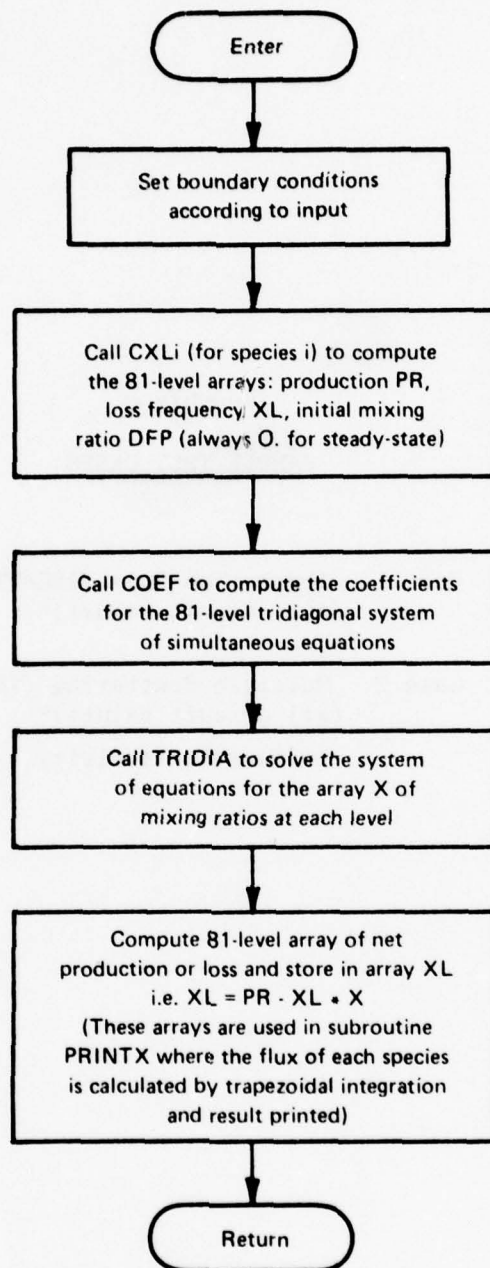 Enter
Set boundary conditions
according to input
Call CXLi (for species i) to compute
the 81-level arrays: production PR,
loss frequency XL, initial mixing
ratio DFP (always O. for steady-state)
Call COEF to compute the coefficients
for the 81-level tridiagonal system
of simultaneous equations
Call TRIDIA to solve the system
of equations for the array X of
mixing ratios at each level
Compute 81-level array of net
production or loss and store in array XL
i.e. XL = PR - XL * X
(These arrays are used in subroutine
PRINTX where the flux of each species
is calculated by trapezoidal integration
and result printed)
Return